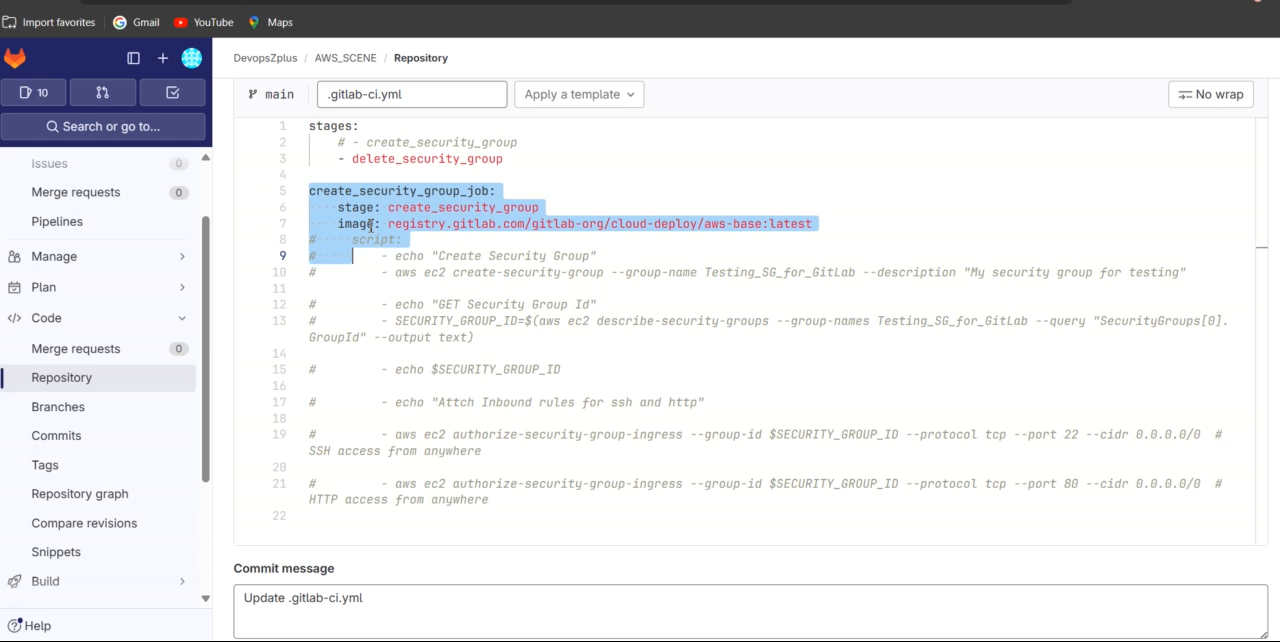 Import favorites
Gmail
YouTube
Maps
10
Search or go to...
Issues 0
Merge requests 0
Pipelines
Manage
Plan
Code
Merge requests 0
Repository
Branches
Commits
Tags
Repository graph
Compare revisions
Snippets
Build
Help
DevopsZplus / AWS_SCENE / Repository
main
.gitlab-ci.yml
Apply a template
No wrap
1 stages:
2 # - create_security_group
3 - delete_security_group
4
5 create_security_group_job:
6 stage: create_security_group
7 image: registry.gitlab.com/gitlab-org/cloud-deploy/aws-base:latest
8 # script:
9 # - echo "Create Security Group"
10 # - aws ec2 create-security-group --group-name Testing_SG_for_GitLab --description "My security group for testing"
11
12 # - echo "GET Security Group Id"
13 # - SECURITY_GROUP_ID=$(aws ec2 describe-security-groups --group-names Testing_SG_for_GitLab --query "SecurityGroups[0].
GroupId" --output text)
14
15 # - echo $SECURITY_GROUP_ID
16
17 # - echo "Attch Inbound rules for ssh and http"
18
19 # - aws ec2 authorize-security-group-ingress --group-id $SECURITY_GROUP_ID --protocol tcp --port 22 --cidr 0.0.0.0/0 #
SSH access from anywhere
20
21 # - aws ec2 authorize-security-group-ingress --group-id $SECURITY_GROUP_ID --protocol tcp --port 80 --cidr 0.0.0.0/0 #
HTTP access from anywhere
22
Commit message
Update .gitlab-ci.yml